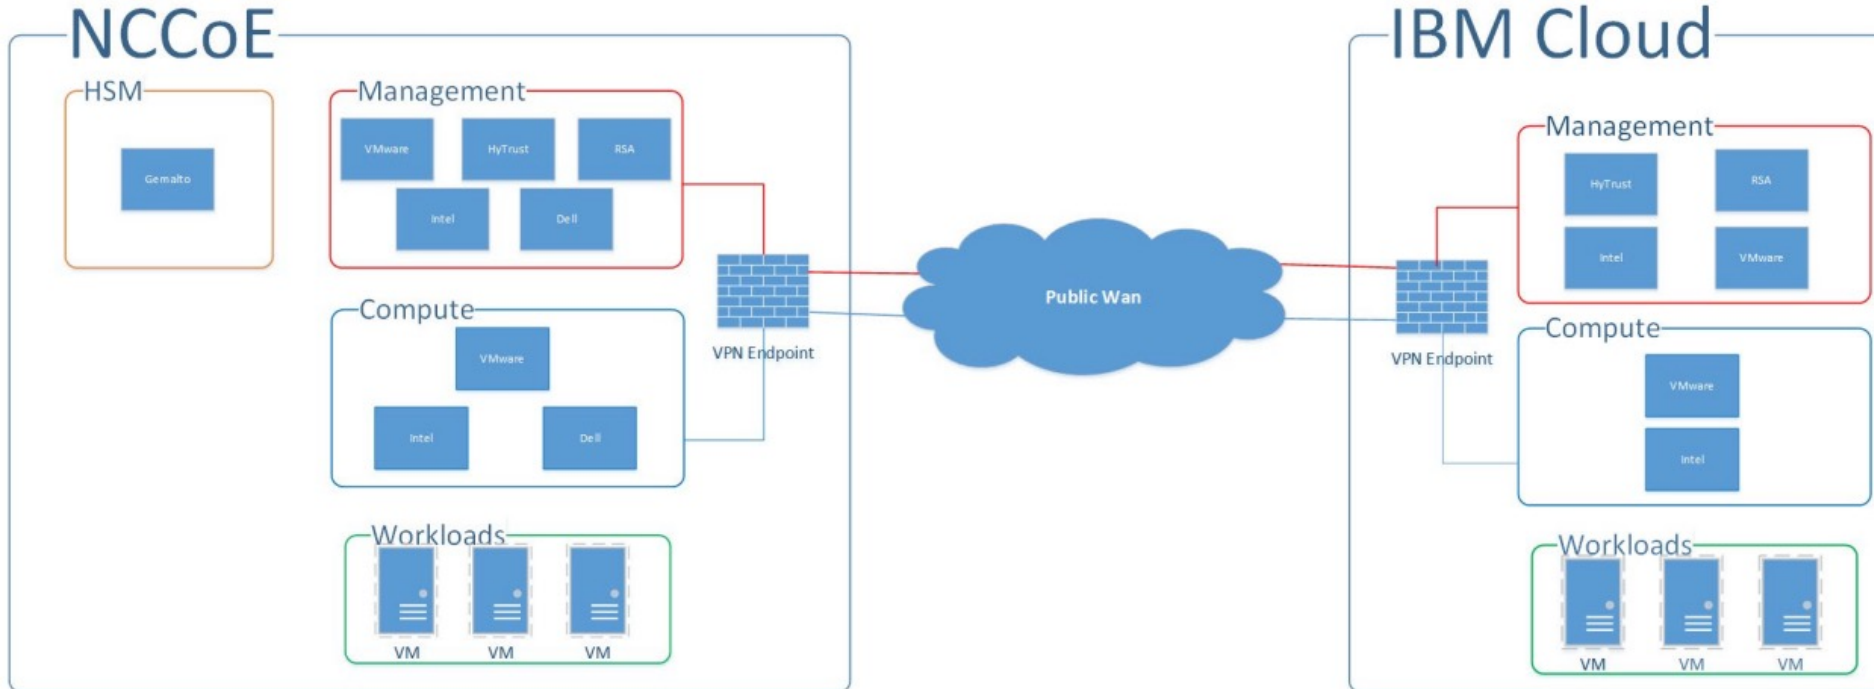 NCCoE
HSM
Gemalto
Management
VMware
HyTrust
RSA
Intel
Dell
VPN Endpoint
Compute
VMware
Intel
Dell
Workloads
VM
VM
VM
Public Wan
IBM Cloud
VPN Endpoint
Management
HyTrust
RSA
Intel
VMware
Compute
VMware
Intel
Workloads
VM
VM
VM